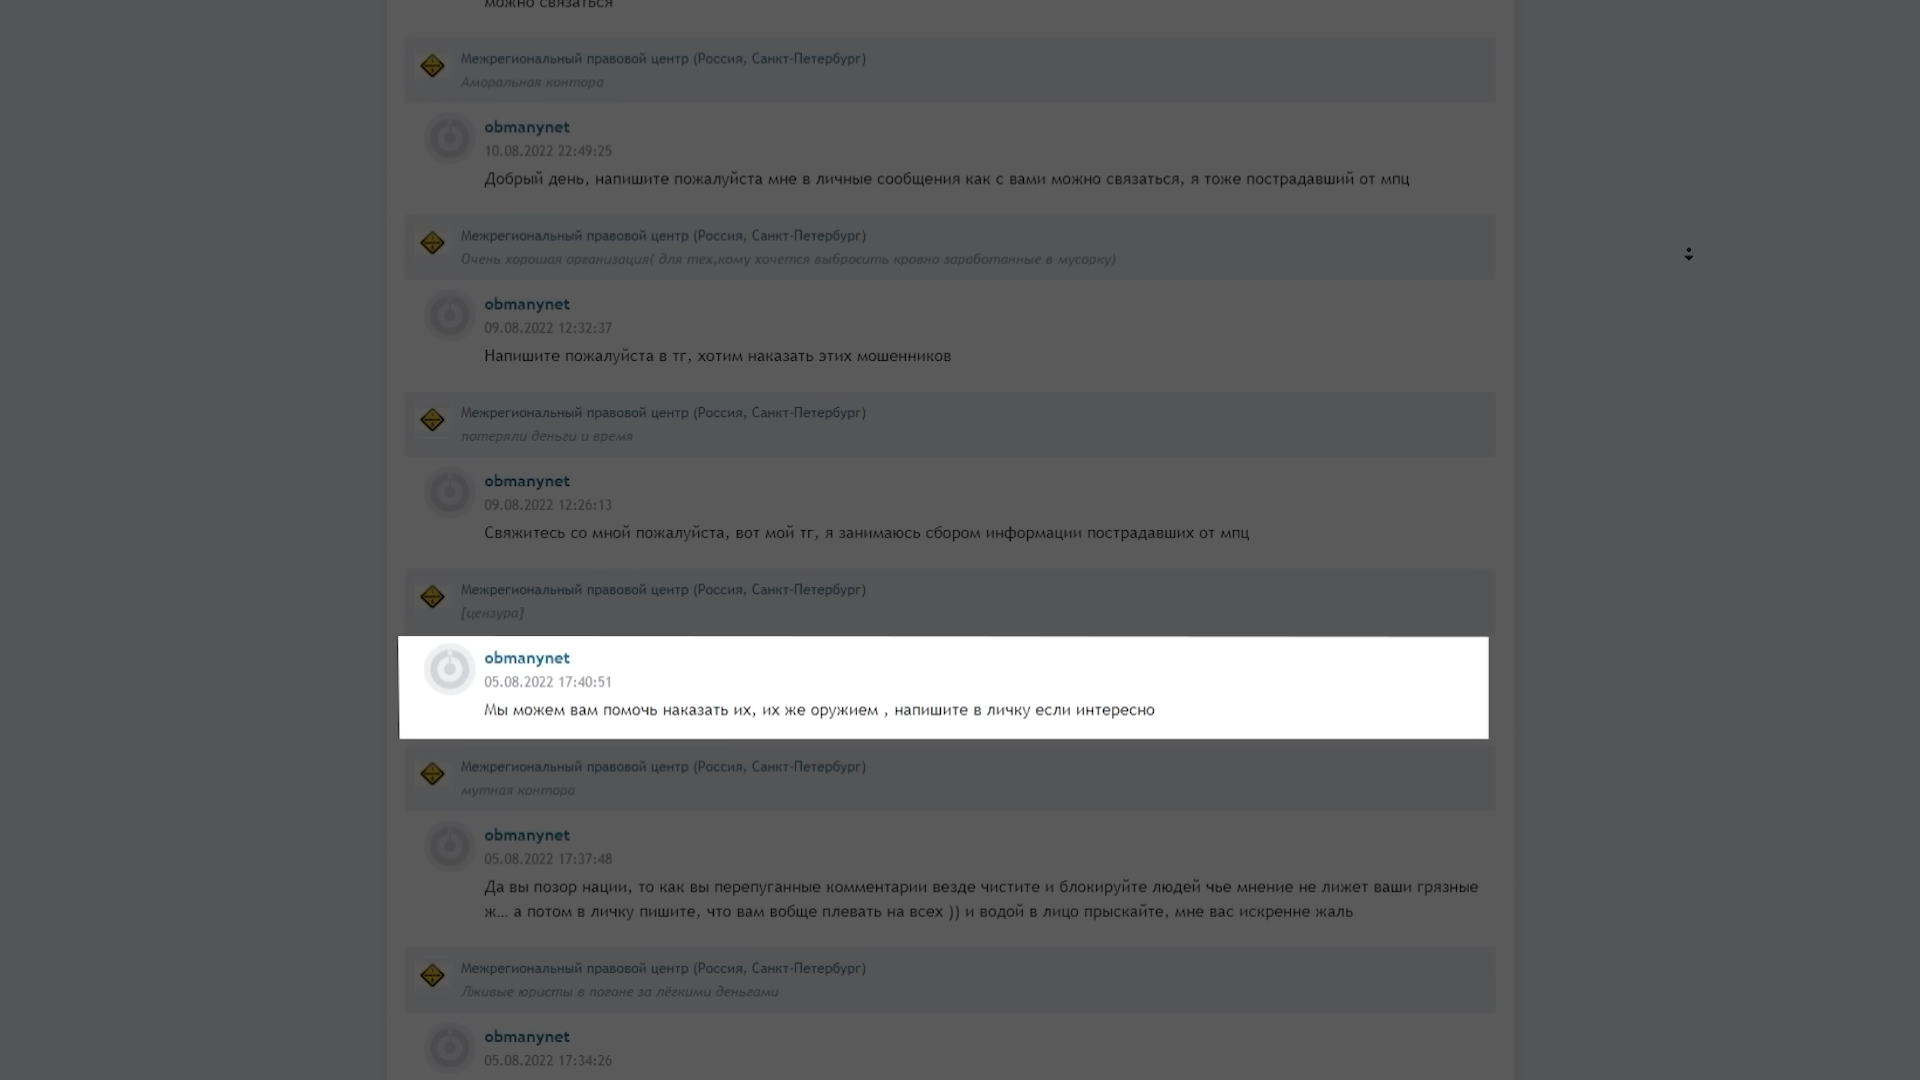 можно связаться
Межрегиональный правовой центр (Россия, Санкт-Петербург)
Аморальная контора
obmanynet
10.08.2022 22:49:25
Добрый день, напишите пожалуйста мне в личные сообщения как с вами можно связаться, я тоже пострадавший от мпц
Межрегиональный правовой центр (Россия, Санкт-Петербург)
Очень хорошая организация( для тех,кому хочется выбросить кровно заработанные в мусорку)
obmanynet
09.08.2022 12:32:37
Напишите пожалуйста в тг, хотим наказать этих мошенников
Межрегиональный правовой центр (Россия, Санкт-Петербург)
потеряли деньги и время
obmanynet
09.08.2022 12:26:13
Свяжитесь со мной пожалуйста, вот мой тг, я занимаюсь сбором информации пострадавших от мпц
Межрегиональный правовой центр (Россия, Санкт-Петербург)
[цензура]
obmanynet
05.08.2022 17:40:51
Мы можем вам помочь наказать их, их же оружием , напишите в личку если интересно
Межрегиональный правовой центр (Россия, Санкт-Петербург)
мутная контора
obmanynet
05.08.2022 17:37:48
Да вы позор нации, то как вы перепуганные комментарии везде чистите и блокируйте людей чье мнение не лижет ваши грязные
ж... а потом в личку пишите, что вам вобще плевать на всех )) и водой в лицо прыскайте, мне вас искренне жаль
Межрегиональный правовой центр (Россия, Санкт-Петербург)
Лживые юристы в погоне за лёгкими деньгами
obmanynet
05.08.2022 17:34:26